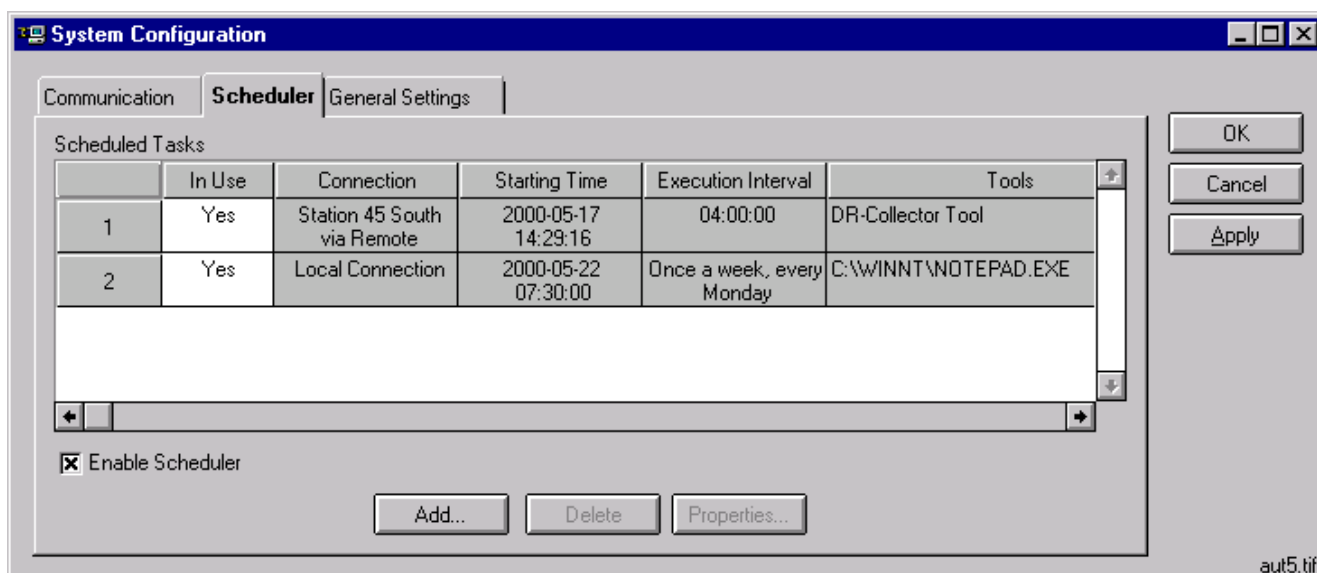 System Configuration
Communication Scheduler General Settings
Scheduled Tasks
In Use Connection Starting Time Execution Interval Tools
1 Yes Station 45 South via Remote 2000-05-17 14:29:16 04:00:00 DR-Collector Tool
2 Yes Local Connection 2000-05-22 07:30:00 Once a week, every Monday C:\WINNT\NOTEPAD.EXE
Enable Scheduler
Add... Delete Properties...
OK
Cancel
Apply
aut5.tif